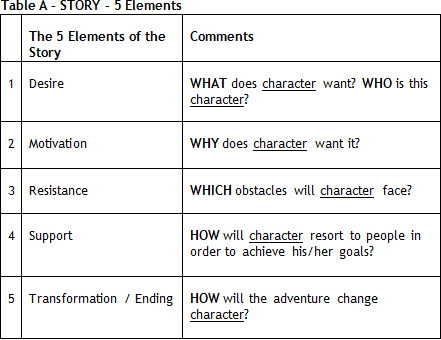 Table A - STORY - 5 Elements
The 5 Elements of the Comments
Story
1 Desire WHAT does character want? WHO is this
character?
2 Motivation WHY does character want it?
3 Resistance WHICH obstacles will character face?
4 Support HOW will character resort to people in
order to achieve his/her goals?
5 Transformation / Ending HOW will the adventure change
character?